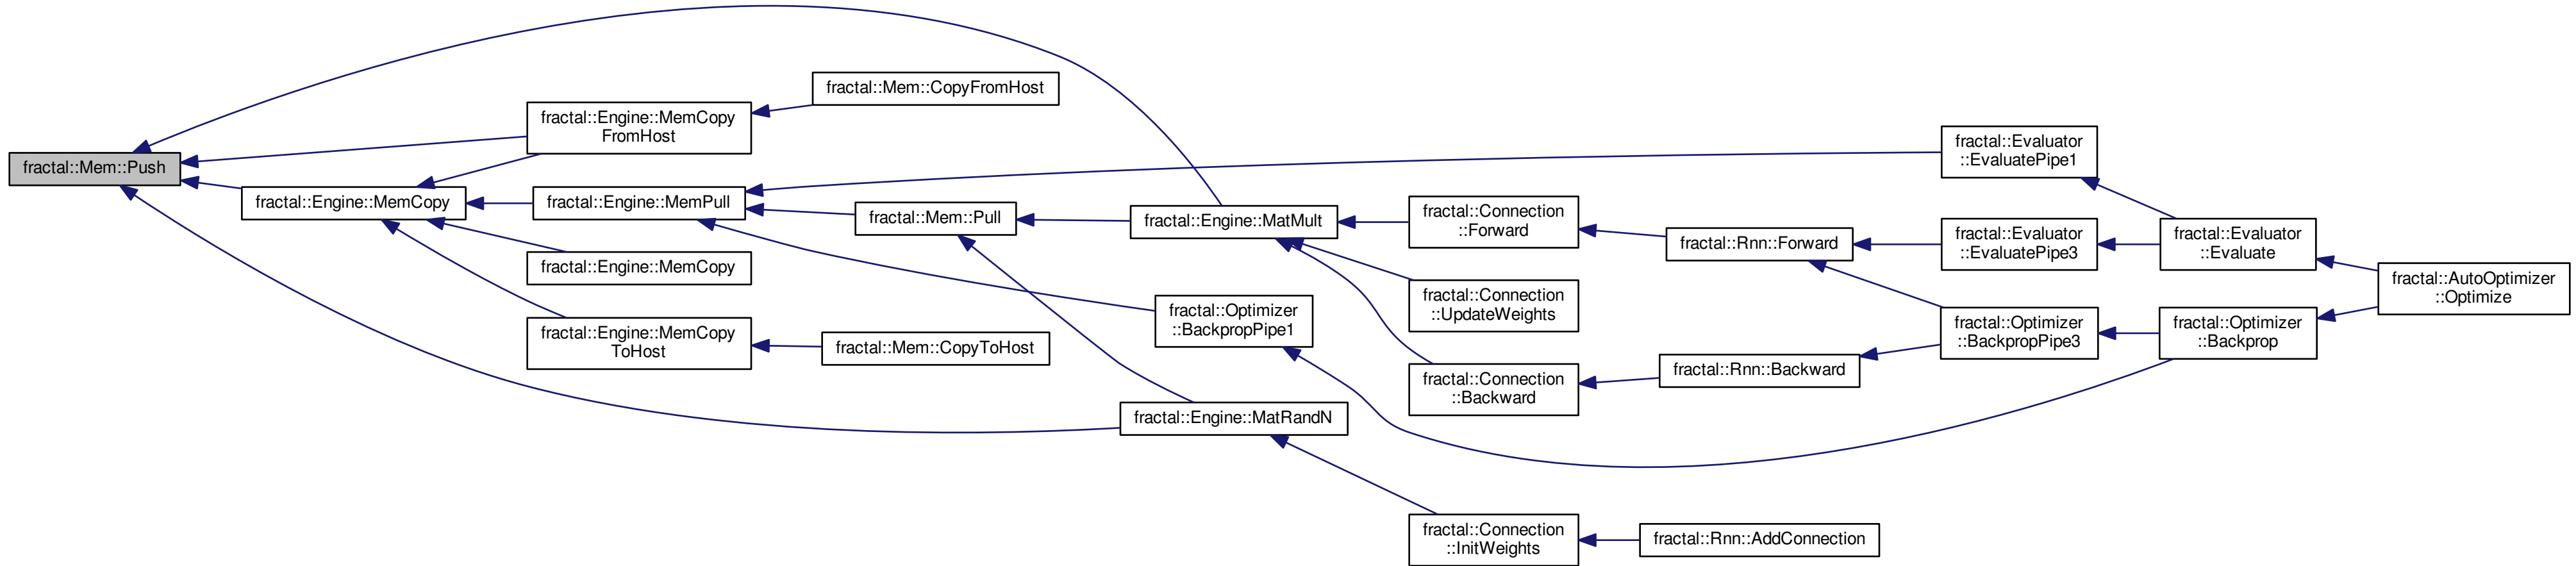 fractal::Mem::Push
fractal::Engine::MemCopy
fractal::Engine::MemCopy
FromHost
fractal::Engine::MemPull
fractal::Engine::MemCopy
fractal::Engine::MemCopy
ToHost
fractal::Mem::CopyFromHost
fractal::Mem::Pull
fractal::Mem::CopyToHost
fractal::Engine::MatMult
fractal::Optimizer
::BackpropPipe1
fractal::Engine::MatRandN
fractal::Connection
::Forward
fractal::Connection
::UpdateWeights
fractal::Connection
::Backward
fractal::Connection
::InitWeights
fractal::Rnn::Forward
fractal::Rnn::Backward
fractal::Rnn::AddConnection
fractal::Evaluator
::EvaluatePipe1
fractal::Evaluator
::EvaluatePipe3
fractal::Optimizer
::BackpropPipe3
fractal::Evaluator
::Evaluate
fractal::Optimizer
::Backprop
fractal::AutoOptimizer
::Optimize